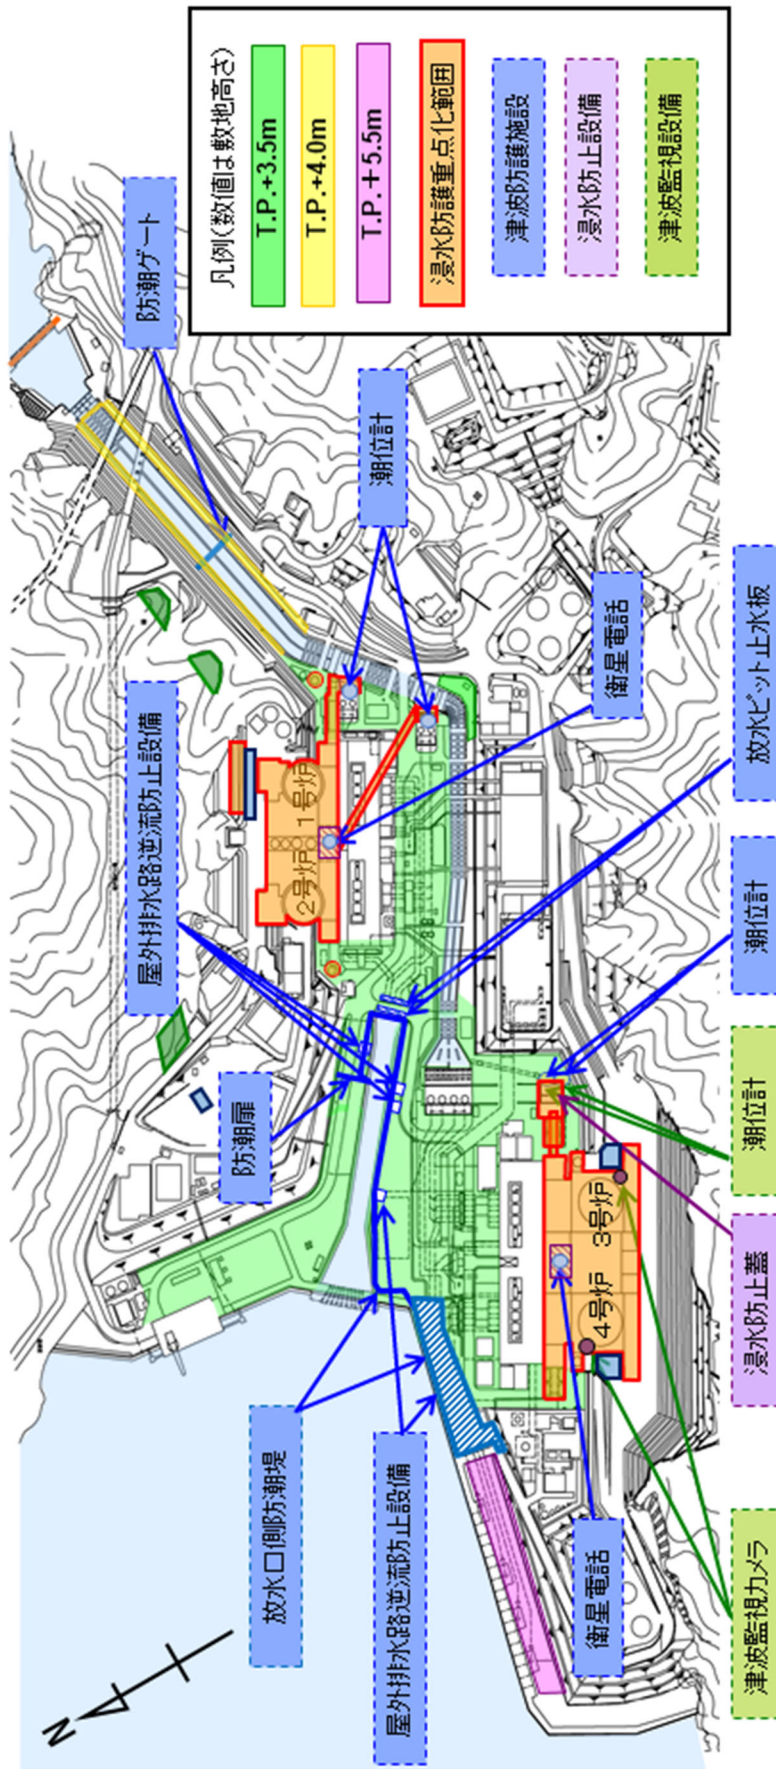 凡例(数値は敷地高さ)
T.P.+3.5m
T.P.+4.0m
T.P.+5.5m
浸水防護重点化範囲
津波防護施設
浸水防止設備
津波監視設備
防潮ゲート
潮位計
屋外排水路逆流防止設備
衛星電話
防潮扉
放水口側防潮堤
屋外排水路逆流防止設備
1号炉
2号炉
3号炉
4号炉
放水ピット止水板
潮位計
潮位計
浸水防止蓋
衛星電話
津波監視カメラ
N